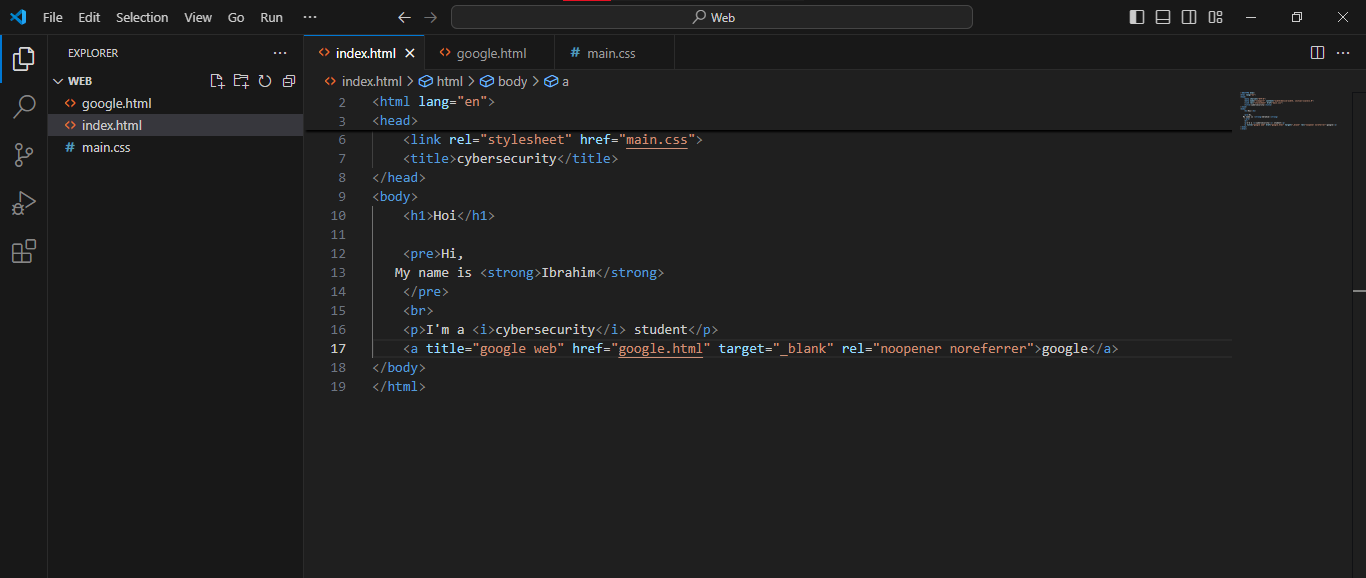 File Edit Selection View Go Run ···
Web
EXPLORER ···
WEB
google.html
index.html
# main.css
index.html google.html # main.css
index.html > html > body > a
2 <html lang="en">
3 <head>
6 <link rel="stylesheet" href="main.css">
7 <title>cybersecurity</title>
8 </head>
9 <body>
10 <h1>Hoi</h1>
11
12 <pre>Hi,
13 My name is <strong>Ibrahim</strong>
14 </pre>
15 <br>
16 <p>I'm a <i>cybersecurity</i> student</p>
17 <a title="google web" href="google.html" target="_blank" rel="noopener noreferrer">google</a>
18 </body>
19 </html>